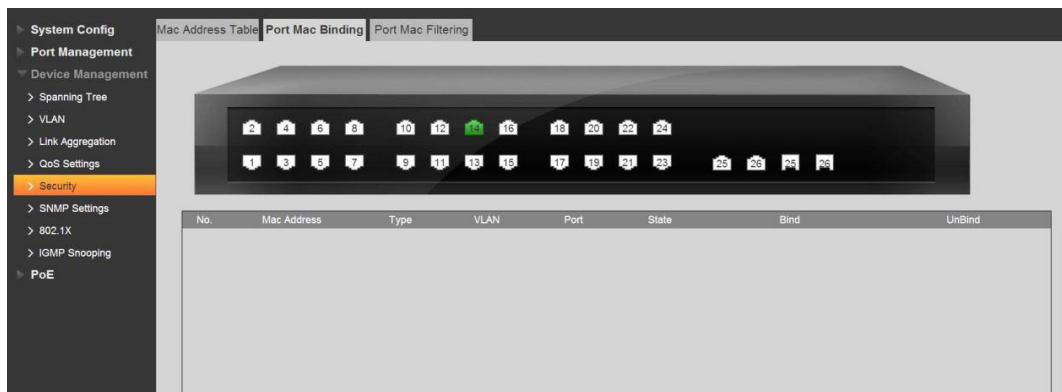 System Config
Port Management
Device Management
> Spanning Tree
> VLAN
> Link Aggregation
> QoS Settings
> Security
> SNMP Settings
> 802.1X
> IGMP Snooping
PoE
Mac Address Table Port Mac Binding Port Mac Filtering
2 4 6 8 10 12 14 16 18 20 22 24
1 3 5 7 9 11 13 15 17 19 21 23 25 26 25 26
No. Mac Address Type VLAN Port State Bind UnBind